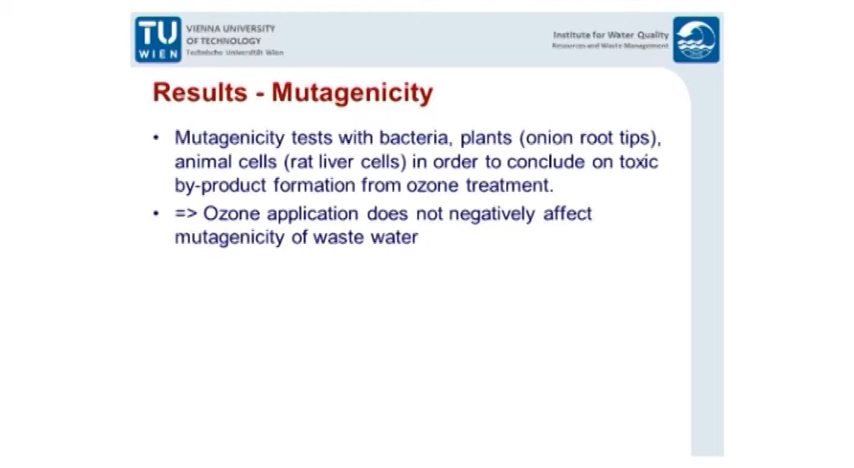 TU
WIEN
VIENNA UNIVERSITY
OF TECHNOLOGY
Technische Universität Wien
Institute for Water Quality
Resources and Waste Management
Results - Mutagenicity
• Mutagenicity tests with bacteria, plants (onion root tips),
animal cells (rat liver cells) in order to conclude on toxic
by-product formation from ozone treatment.
• => Ozone application does not negatively affect
mutagenicity of waste water